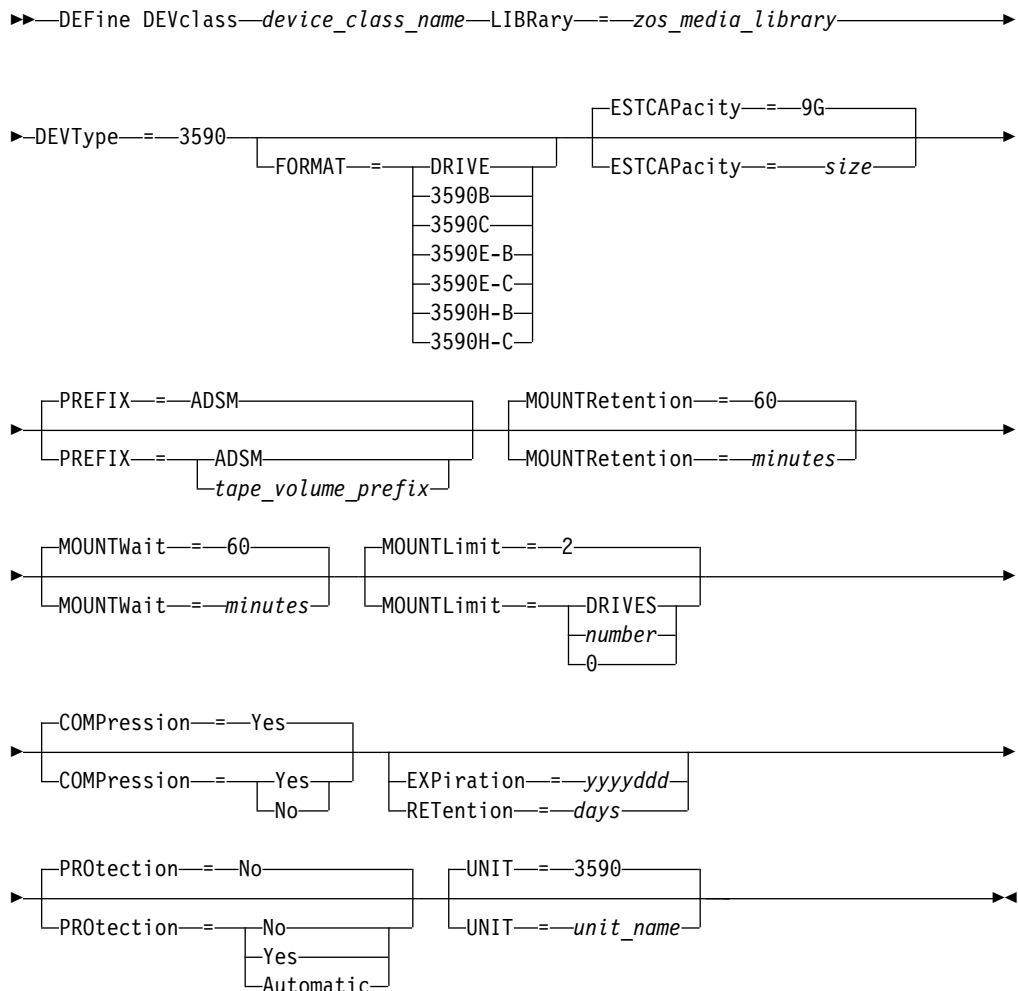 DEFine DEVclass device_class_name LIBRary = zos_media_library
ESTCAPacity = 9G
DEVType = 3590
FORMAT = DRIVE
ESTCAPacity = size
3590B
3590C
3590E-B
3590E-C
3590H-B
3590H-C
PREFIX = ADSM MOUNTRetention = 60
PREFIX = ADSM MOUNTRetention = minutes
tape_volume_prefix
MOUNTWait = 60 MOUNTLimit = 2
MOUNTWait = minutes MOUNTLimit = DRIVES
number
0
COMPression = Yes
COMPression = Yes EXPiration = yyyyddd
No RETention = days
PROtection = No UNIT = 3590
PROtection = No UNIT = unit_name
Yes
Automatic